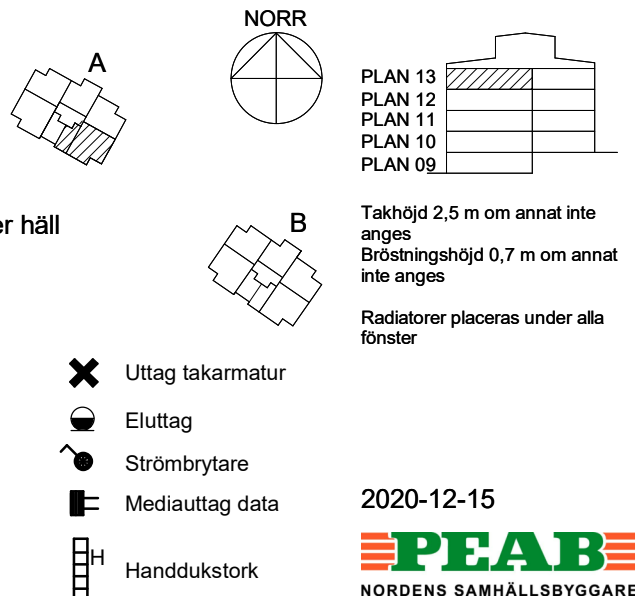 NORR
A
PLAN 13
PLAN 12
PLAN 11
PLAN 10
PLAN 09
er häll
B
Takhöjd 2,5 m om annat inte
anges
Bröstningshöjd 0,7 m om annat
inte anges
Radiatorer placeras under alla
fönster
Uttag takarmatur
Eluttag
Strömbrytare
Mediauttag data
H
Handdukstork
2020-12-15
PEAB
NORDENS SAMHÄLLSBYGGARE